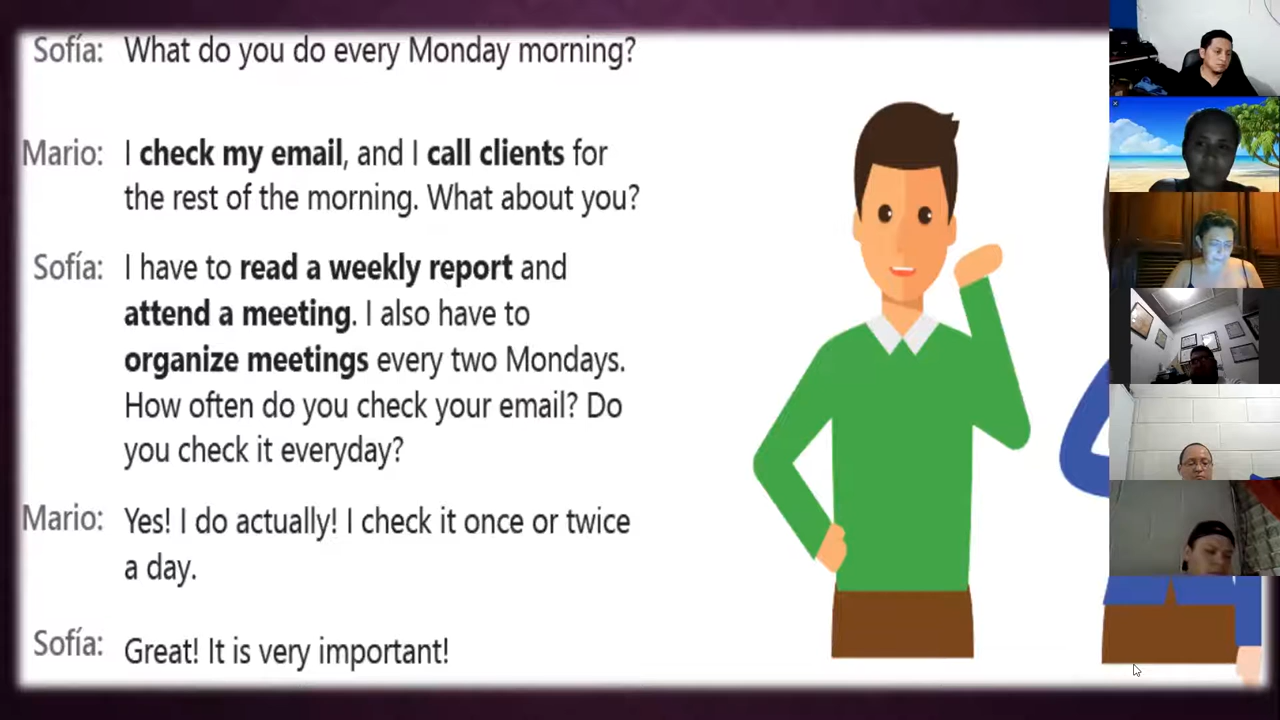 Sofía: What do you do every Monday morning?
Mario: I check my email, and I call clients for
the rest of the morning. What about you?
Sofía: I have to read a weekly report and
attend a meeting. I also have to
organize meetings every two Mondays.
How often do you check your email? Do
you check it everyday?
Mario: Yes! I do actually! I check it once or twice
a day.
Sofía: Great! It is very important!